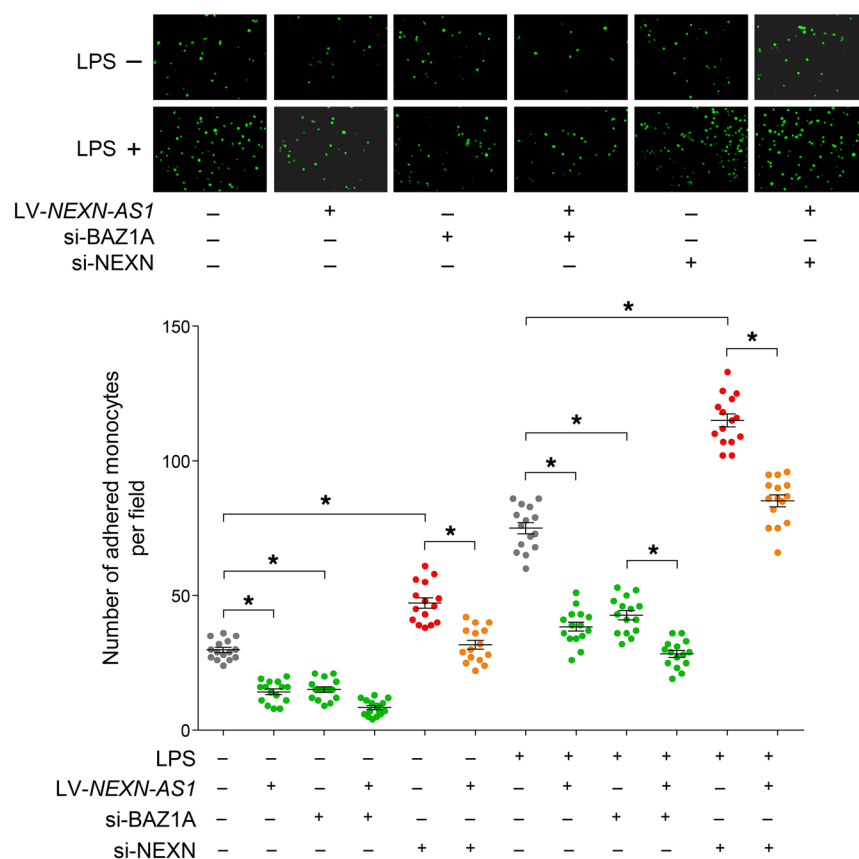 LPS −
LPS +
LV-NEXN-AS1 − + − + − +
si-BAZ1A − − + + − −
si-NEXN − − − − + +
150
100
50
0
Number of adhered monocytes
per field
* * * * * * * * * *
LPS − − − − − − + + + + + +
LV-NEXN-AS1 − + − + − + − + − + − +
si-BAZ1A − − + + − − − − + + − −
si-NEXN − − − − + + − − − − + +